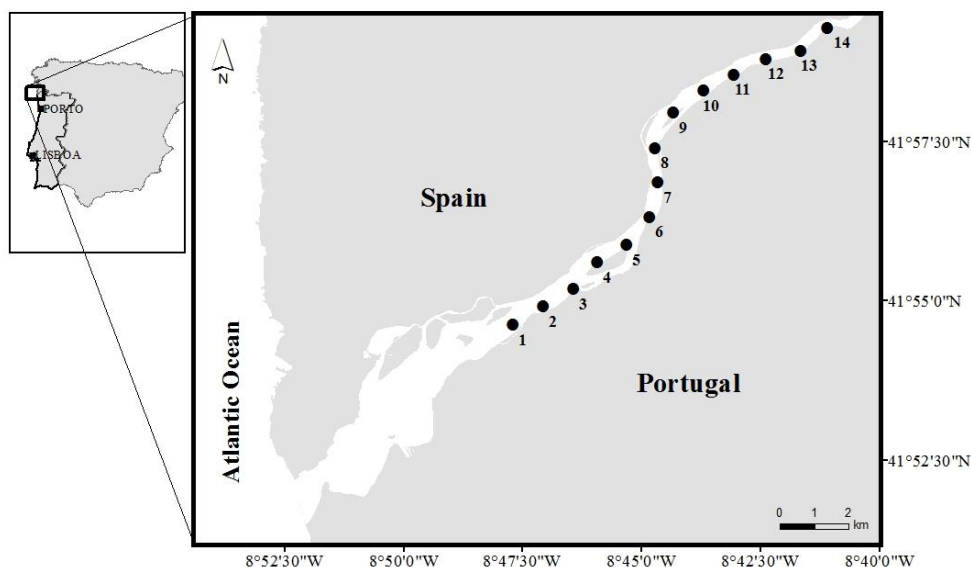 PORTO
LISBOA
N
Spain
Portugal
Atlantic Ocean
14
13
12
11
10
9
8
7
6
5
4
3
2
1
41°57'30"N
41°55'0"N
41°52'30"N
0 1 2
km
8°52'30"W 8°50'0"W 8°47'30"W 8°45'0"W 8°42'30"W 8°40'0"W